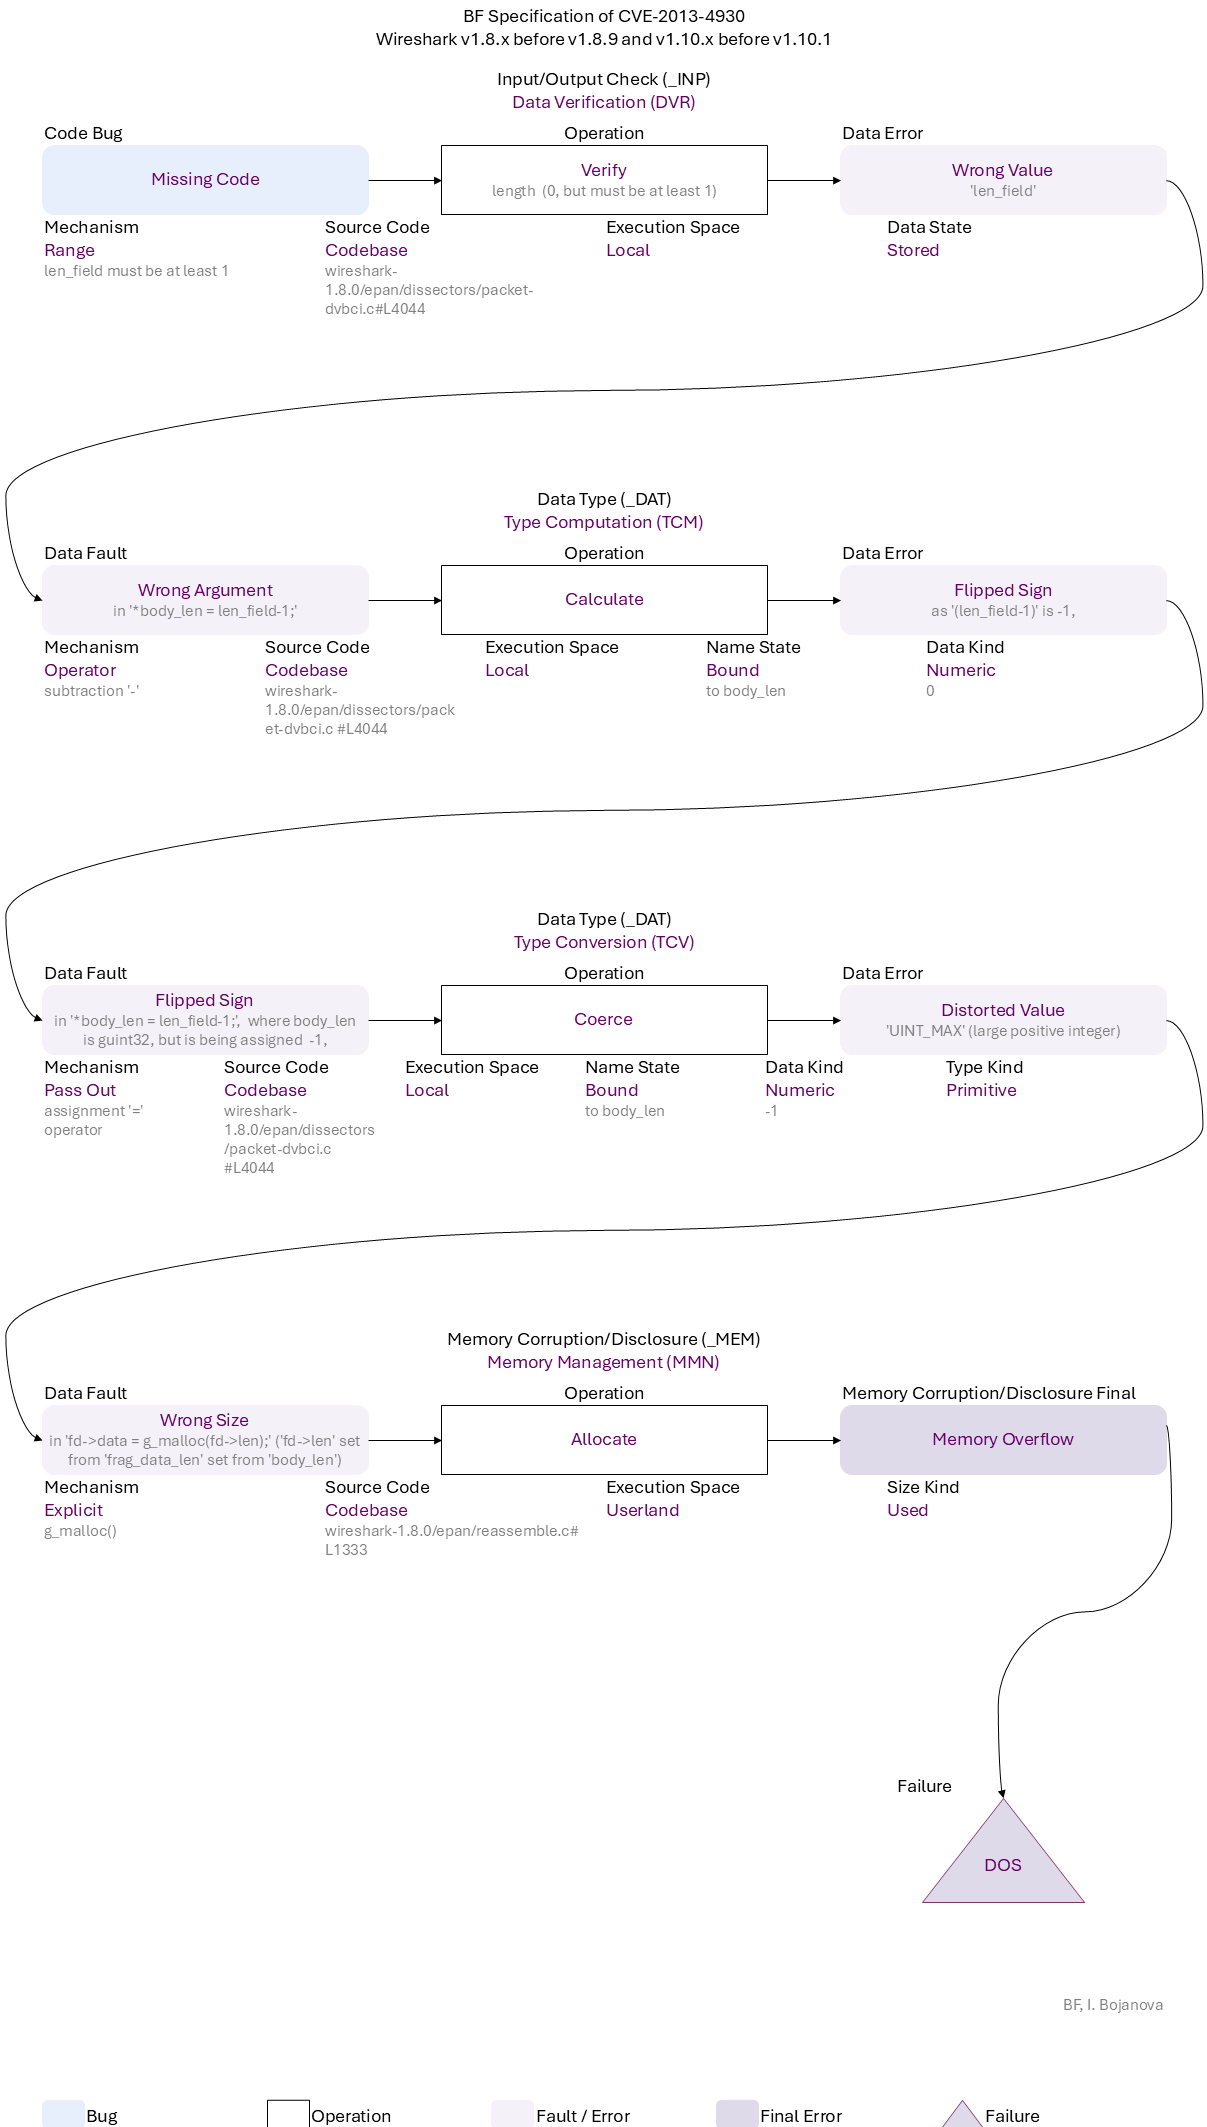 BF Specification of CVE-2013-4930
Wireshark v1.8.x before v1.8.9 and v1.10.x before v1.10.1
Input/Output Check (_INP)
Data Verification (DVR)
Code Bug
Operation
Data Error
Missing Code
Verify
length (0, but must be at least 1)
Wrong Value
'len_field'
Mechanism
Range
len_field must be at least 1
Source Code
Codebase
wireshark-
1.8.0/epan/dissectors/packet-
dvbci.c#L4044
Execution Space
Local
Data State
Stored
Data Type (_DAT)
Type Computation (TCM)
Data Fault
Operation
Data Error
Wrong Argument
in '*body_len = len_field-1;'
Calculate
Flipped Sign
as '(len_field-1)' is -1,
Mechanism
Operator
subtraction '-'
Source Code
Codebase
wireshark-
1.8.0/epan/dissectors/pack
et-dvbci.c #L4044
Execution Space
Local
Name State
Bound
to body_len
Data Kind
Numeric
0
Data Type (_DAT)
Type Conversion (TCV)
Data Fault
Operation
Data Error
Flipped Sign
in '*body_len = len_field-1;', where body_len
is guint32, but is being assigned -1,
Coerce
Distorted Value
'UINT_MAX' (large positive integer)
Mechanism
Pass Out
assignment '='
operator
Source Code
Codebase
wireshark-
1.8.0/epan/dissectors
/packet-dvbci.c
#L4044
Execution Space
Local
Name State
Bound
to body_len
Data Kind
Numeric
-1
Type Kind
Primitive
Memory Corruption/Disclosure (_MEM)
Memory Management (MMN)
Data Fault
Operation
Memory Corruption/Disclosure Final
Wrong Size
in 'fd->data = g_malloc(fd->len);' ('fd->len' set
from 'frag_data_len' set from 'body_len')
Allocate
Memory Overflow
Mechanism
Explicit
g_malloc()
Source Code
Codebase
wireshark-1.8.0/epan/reassemble.c#
L1333
Execution Space
Userland
Size Kind
Used
Failure
DOS
BF, I. Bojanova
Bug
Operation
Fault / Error
Final Error
Failure